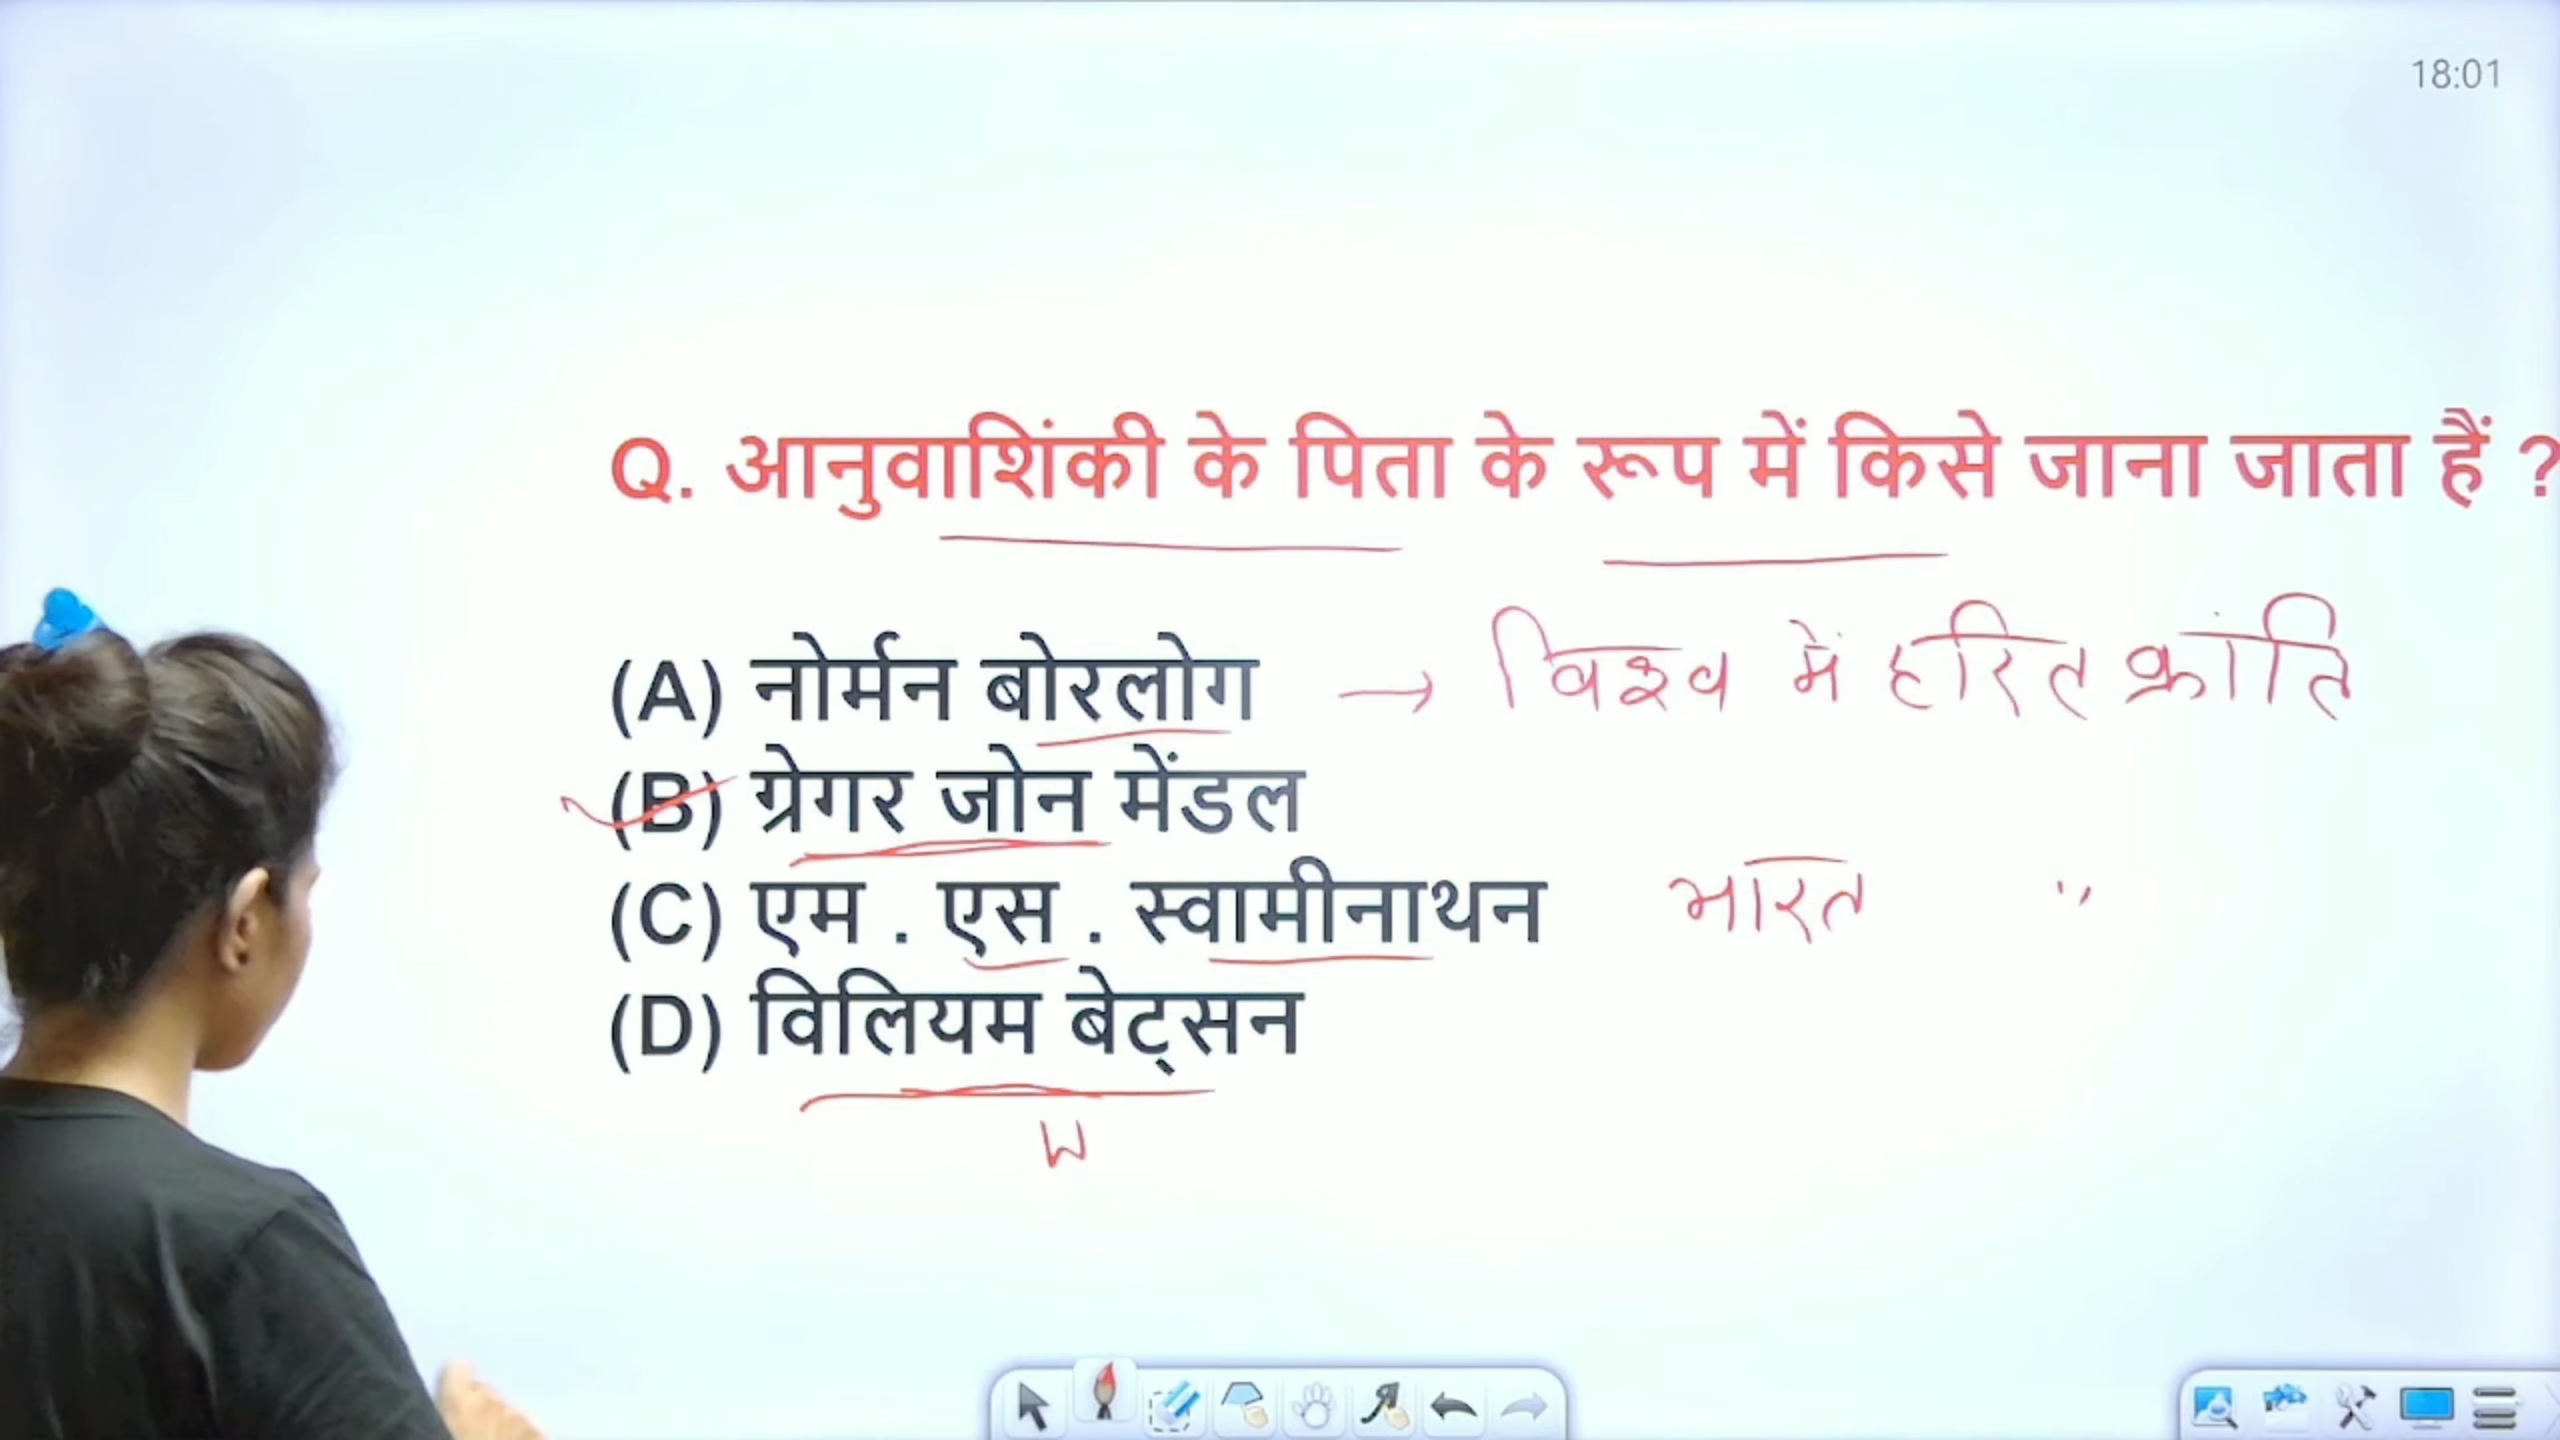 18:01
Q. आनुवाशिंकी के पिता के रूप में किसे जाना जाता हैं ?
(A) नोर्मन बोरलोग → विश्व में हरित क्रांति
(B) ग्रेगर जोन मेंडल
(C) एम . एस . स्वामीनाथन भारत "
(D) विलियम बेट्सन
W